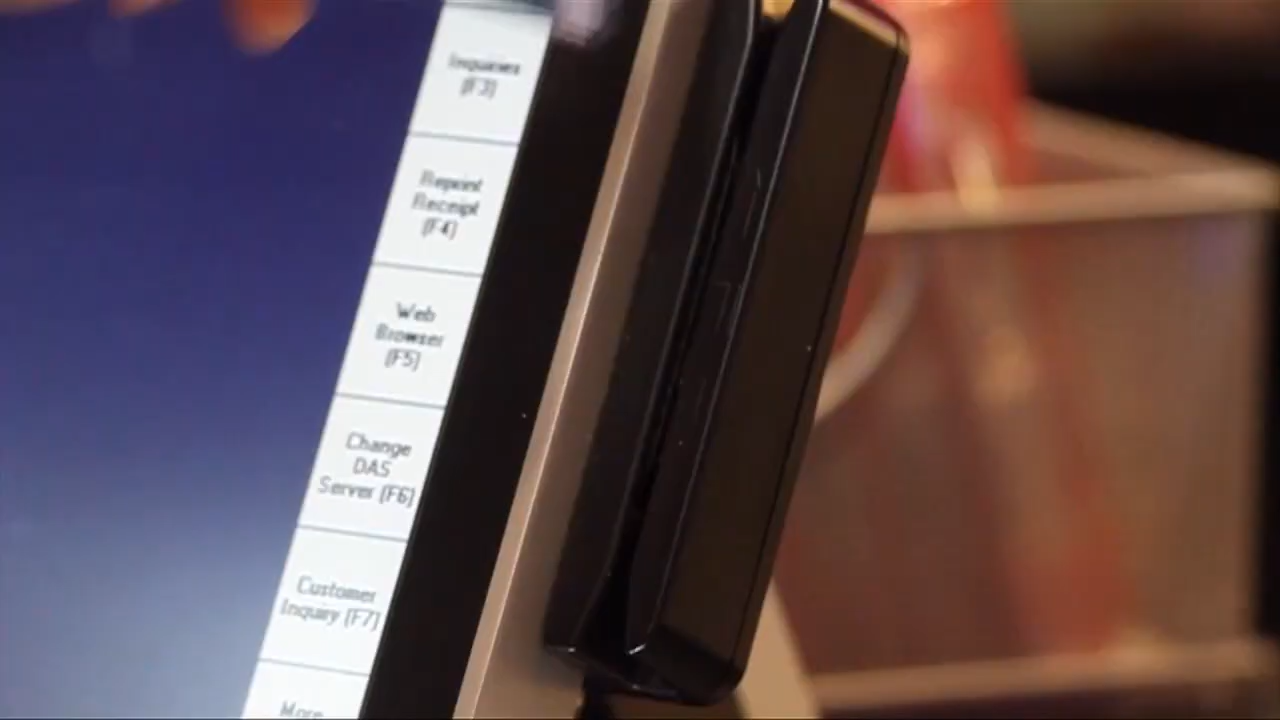 Inquiries
(F3)
Reprint
Receipt
(F4)
Web
Browser
(F5)
Change
DAS
Server (F6)
Customer
Inquiry (F7)
More